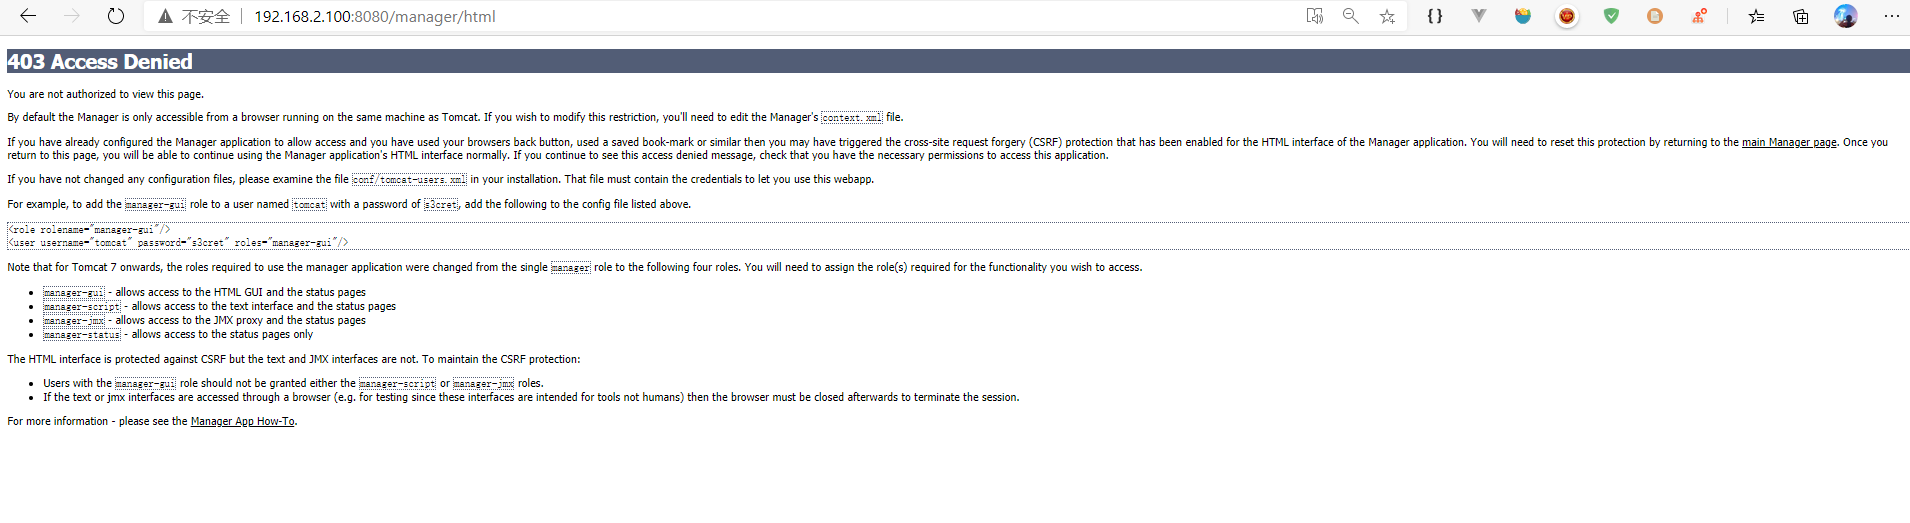 不安全 | 192.168.2.100:8080/manager/html
403 Access Denied
You are not authorized to view this page.
By default the Manager is only accessible from a browser running on the same machine as Tomcat. If you wish to modify this restriction, you'll need to edit the Manager's context.xml file.
If you have already configured the Manager application to allow access and you have used your browsers back button, used a saved book-mark or similar then you may have triggered the cross-site request forgery (CSRF) protection that has been enabled for the HTML interface of the Manager application. You will need to reset this protection by returning to the main Manager page. Once you
return to this page, you will be able to continue using the Manager application's HTML interface normally. If you continue to see this access denied message, check that you have the necessary permissions to access this application.
If you have not changed any configuration files, please examine the file conf/tomcat-users.xml in your installation. That file must contain the credentials to let you use this webapp.
For example, to add the manager-gui role to a user named tomcat with a password of s3cret, add the following to the config file listed above.
<role rolename="manager-gui"/>
<user username="tomcat" password="s3cret" roles="manager-gui"/>
Note that for Tomcat 7 onwards, the roles required to use the manager application were changed from the single manager role to the following four roles. You will need to assign the role(s) required for the functionality you wish to access.
• manager-gui - allows access to the HTML GUI and the status pages
• manager-script - allows access to the text interface and the status pages
• manager-jmx - allows access to the JMX proxy and the status pages
• manager-status - allows access to the status pages only
The HTML interface is protected against CSRF but the text and JMX interfaces are not. To maintain the CSRF protection:
• Users with the manager-gui role should not be granted either the manager-script or manager-jmx roles.
• If the text or jmx interfaces are accessed through a browser (e.g. for testing since these interfaces are intended for tools not humans) then the browser must be closed afterwards to terminate the session.
For more information - please see the Manager App How-To.